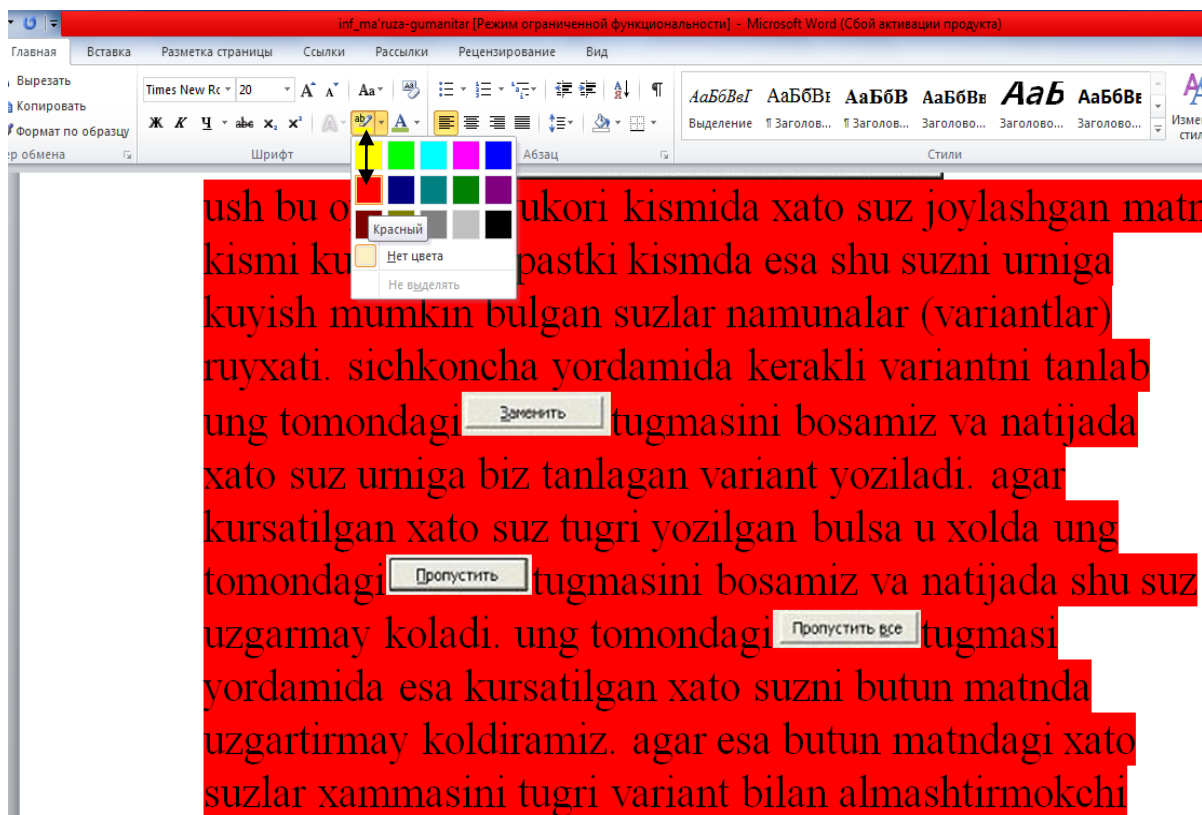 inf_ma'ruza-gumanitar [Режим ограниченной функциональности] - Microsoft Word (Сбой активации продукта)
Главная Вставка Разметка страницы Ссылки Рассылки Рецензирование Вид
Вырезать
Копировать
Формат по образцу
Times New Rc 20
Ж К Ч abe x₂ x²
АаБбВвІ АаБбВв АаБбВ АаБбВв АаБ АаБбВв
Выделение ¶ Заголов... ¶ Заголов... Заголово... Заголово... Заголово...
обмена Шрифт Абзац Стили
Красный
Нет цвета
Не выделять
ush bu ukori kismida xato suz joylashgan matn
kismi pastki kismda esa shu suzni urniga
kuyish mumkin bulgan suzlar namunalar (variantlar)
ruyxati. sichkoncha yordamida kerakli variantni tanlab
ung tomondagi Заменить tugmasini bosamiz va natijada
xato suz urniga biz tanlagan variant yoziladi. agar
kursatilgan xato suz tugri yozilgan bulsa u xolda ung
tomondagi Пропустить tugmasini bosamiz va natijada shu suz
uzgarmay koladi. ung tomondagi Пропустить все tugmasi
yordamida esa kursatilgan xato suzni butun matnda
uzgartirmay koldiramiz. agar esa butun matndagi xato
suzlar xammasini tugri variant bilan almashtirmokchi